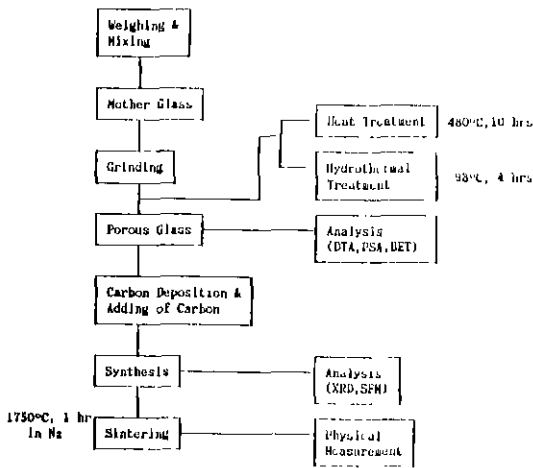 Weighing &
Mixing
Mother Glass
Heat Treatment
480°C, 10 hrs
Grinding
Hydrothermal
Treatment
98°C, 4 hrs
Porous Glass
Analysis
(DTA, PSA, BET)
Carbon Deposition &
Adding of Carbon
Synthesis
Analysis
(XRD, SEM)
1750°C, 1 hr
in N₂
Sintering
Physical
Measurement